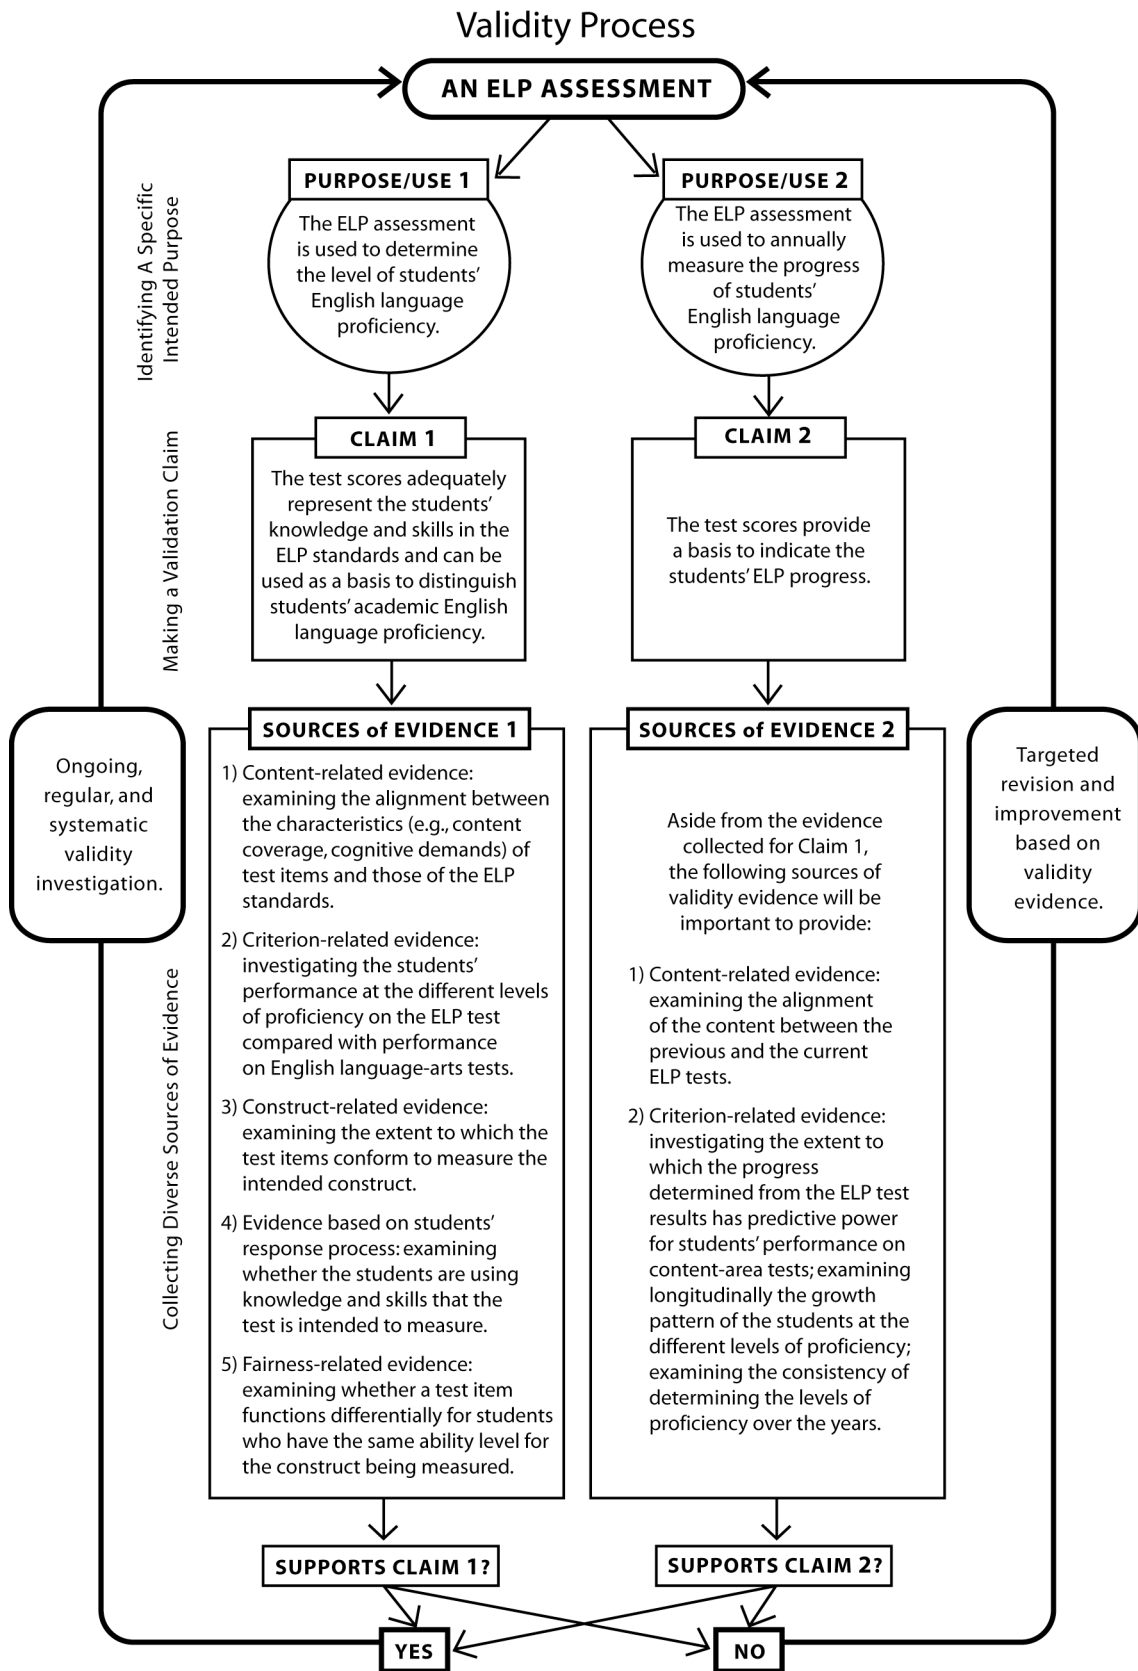 Validity Process
AN ELP ASSESSMENT
Identifying A Specific
Intended Purpose
PURPOSE/USE 1
The ELP assessment
is used to determine
the level of students'
English language
proficiency.
PURPOSE/USE 2
The ELP assessment
is used to annually
measure the progress
of students'
English language
proficiency.
Making a Validation Claim
CLAIM 1
The test scores adequately
represent the students'
knowledge and skills in the
ELP standards and can be
used as a basis to distinguish
students' academic English
language proficiency.
CLAIM 2
The test scores provide
a basis to indicate the
students' ELP progress.
Ongoing,
regular, and
systematic
validity
investigation.
Collecting Diverse Sources of Evidence
SOURCES of EVIDENCE 1
1) Content-related evidence:
examining the alignment between
the characteristics (e.g., content
coverage, cognitive demands) of
test items and those of the ELP
standards.
2) Criterion-related evidence:
investigating the students'
performance at the different levels
of proficiency on the ELP test
compared with performance
on English language-arts tests.
3) Construct-related evidence:
examining the extent to which the
test items conform to measure the
intended construct.
4) Evidence based on students'
response process: examining
whether the students are using
knowledge and skills that the
test is intended to measure.
5) Fairness-related evidence:
examining whether a test item
functions differentially for students
who have the same ability level for
the construct being measured.
SOURCES of EVIDENCE 2
Aside from the evidence
collected for Claim 1,
the following sources of
validity evidence will be
important to provide:
1) Content-related evidence:
examining the alignment
of the content between the
previous and the current
ELP tests.
2) Criterion-related evidence:
investigating the extent to
which the progress
determined from the ELP test
results has predictive power
for students' performance on
content-area tests; examining
longitudinally the growth
pattern of the students at the
different levels of proficiency;
examining the consistency of
determining the levels of
proficiency over the years.
Targeted
revision and
improvement
based on
validity
evidence.
SUPPORTS CLAIM 1?
SUPPORTS CLAIM 2?
YES
NO